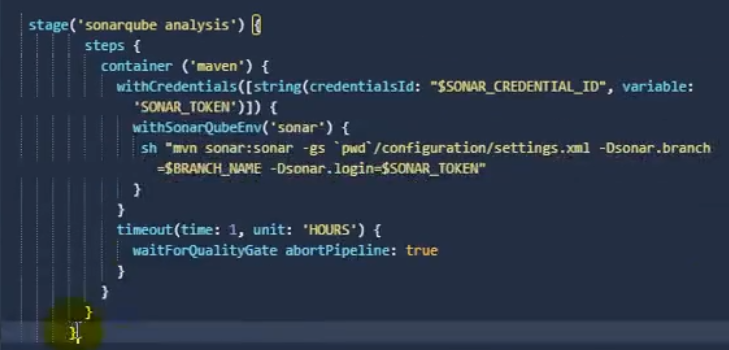 stage('sonarqube analysis') {
steps {
container ('maven') {
withCredentials([string(credentialsId: "$SONAR_CREDENTIAL_ID", variable:
'SONAR_TOKEN')]) {
withSonarQubeEnv('sonar') {
sh "mvn sonar:sonar -gs `pwd`/configuration/settings.xml -Dsonar.branch
=$BRANCH_NAME -Dsonar.login=$SONAR_TOKEN"
}
}
timeout(time: 1, unit: 'HOURS') {
waitForQualityGate abortPipeline: true
}
}
}
}